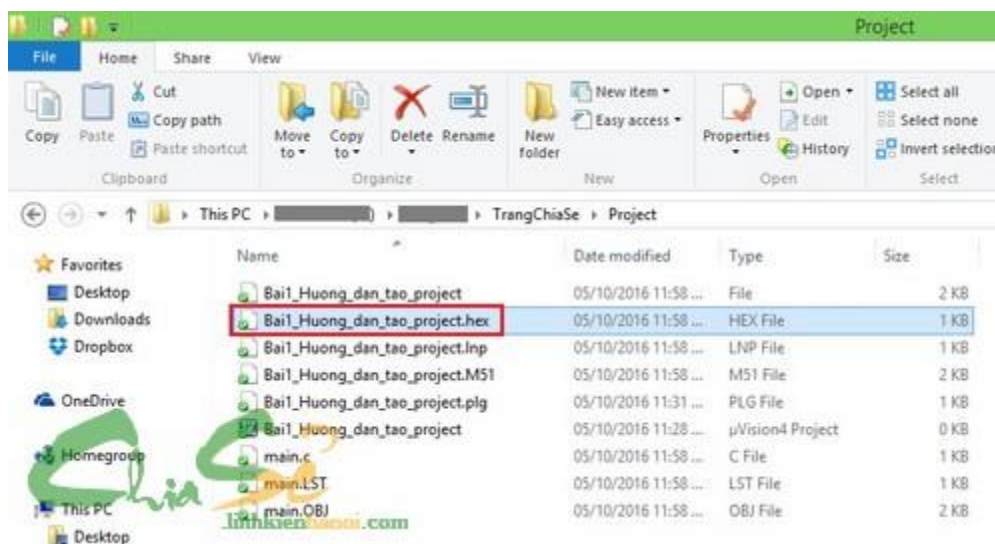 Project
File Home Share View
Copy Paste Cut Copy path Paste shortcut Move to Copy to Delete Rename New folder New item Easy access Properties Open Edit History Select all Select none Invert selection
Clipboard Organize New Open Select
This PC TrangChiaSe Project
Name Date modified Type Size
Favorites
Desktop
Downloads
Dropbox
OneDrive
Homegroup
This PC
Desktop
Bai1_Huong_dan_tao_project 05/10/2016 11:58 ... File 2 KB
Bai1_Huong_dan_tao_project.hex 05/10/2016 11:58 ... HEX File 1 KB
Bai1_Huong_dan_tao_project.lnp 05/10/2016 11:58 ... LNP File 1 KB
Bai1_Huong_dan_tao_project.M51 05/10/2016 11:58 ... M51 File 2 KB
Bai1_Huong_dan_tao_project.plg 05/10/2016 11:31 ... PLG File 1 KB
Bai1_Huong_dan_tao_project 05/10/2016 11:28 ... µVision4 Project 0 KB
main.c 05/10/2016 11:58 ... C File 1 KB
main.LST 05/10/2016 11:58 ... LST File 1 KB
main.OBJ 05/10/2016 11:58 ... OBJ File 2 KB
Chia Sẻ
.linhkienhanoi.com